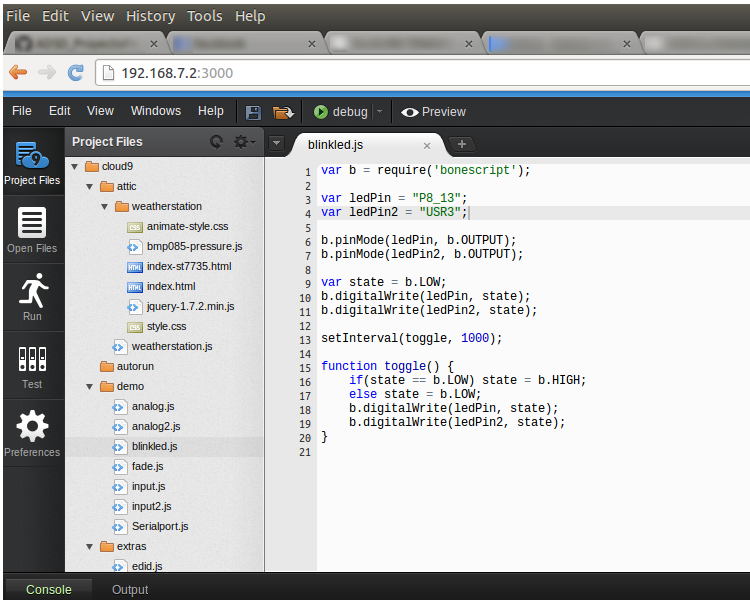 File Edit View History Tools Help
192.168.7.2:3000
File Edit View Windows Help debug Preview
Project Files
blinkled.js
Project Files
Open Files
Run
Test
Preferences
cloud9
attic
weatherstation
animate-style.css
bmp085-pressure.js
index-st7735.html
index.html
jquery-1.7.2.min.js
style.css
weatherstation.js
autorun
demo
analog.js
analog2.js
blinkled.js
fade.js
input.js
input2.js
Serialport.js
extras
edid.js
1 var b = require('bonescript');
2
3 var ledPin = "P8_13";
4 var ledPin2 = "USR3";
5
6 b.pinMode(ledPin, b.OUTPUT);
7 b.pinMode(ledPin2, b.OUTPUT);
8
9 var state = b.LOW;
10 b.digitalWrite(ledPin, state);
11 b.digitalWrite(ledPin2, state);
12
13 setInterval(toggle, 1000);
14
15 function toggle() {
16     if(state == b.LOW) state = b.HIGH;
17     else state = b.LOW;
18     b.digitalWrite(ledPin, state);
19     b.digitalWrite(ledPin2, state);
20 }
21
Console Output